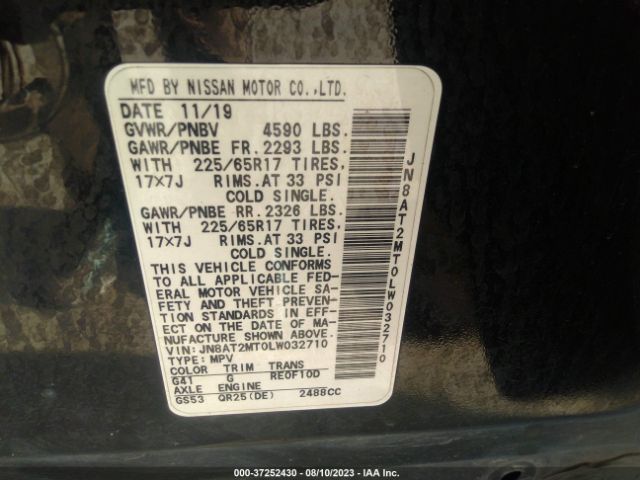 MFD BY NISSAN MOTOR CO.,LTD.
DATE 11/19
GVWR/PNBV 4590 LBS.
GAWR/PNBE FR.2293 LBS.
WITH 225/65R17 TIRES.
17×7J RIMS.AT 33 PSI
COLD SINGLE.
GAWR/PNBE RR.2326 LBS.
WITH 225/65R17 TIRES.
17×7J RIMS.AT 33 PSI
COLD SINGLE.
THIS VEHICLE CONFORMS
TO ALL APPLICABLE FED-
ERAL MOTOR VEHICLE SA-
FETY AND THEFT PREVEN-
TION STANDARDS IN EFF-
ECT ON THE DATE OF MA-
NUFACTURE SHOWN ABOVE.
VIN: JN8AT2MT0LW032710
TYPE: MPV
COLOR TRIM TRANS
G41 G RE0F10D
AXLE ENGINE
GS53 QR25(DE) 2488CC
JN8AT2MT0LW032710
000-37252430 - 08/10/2023 - IAA Inc.